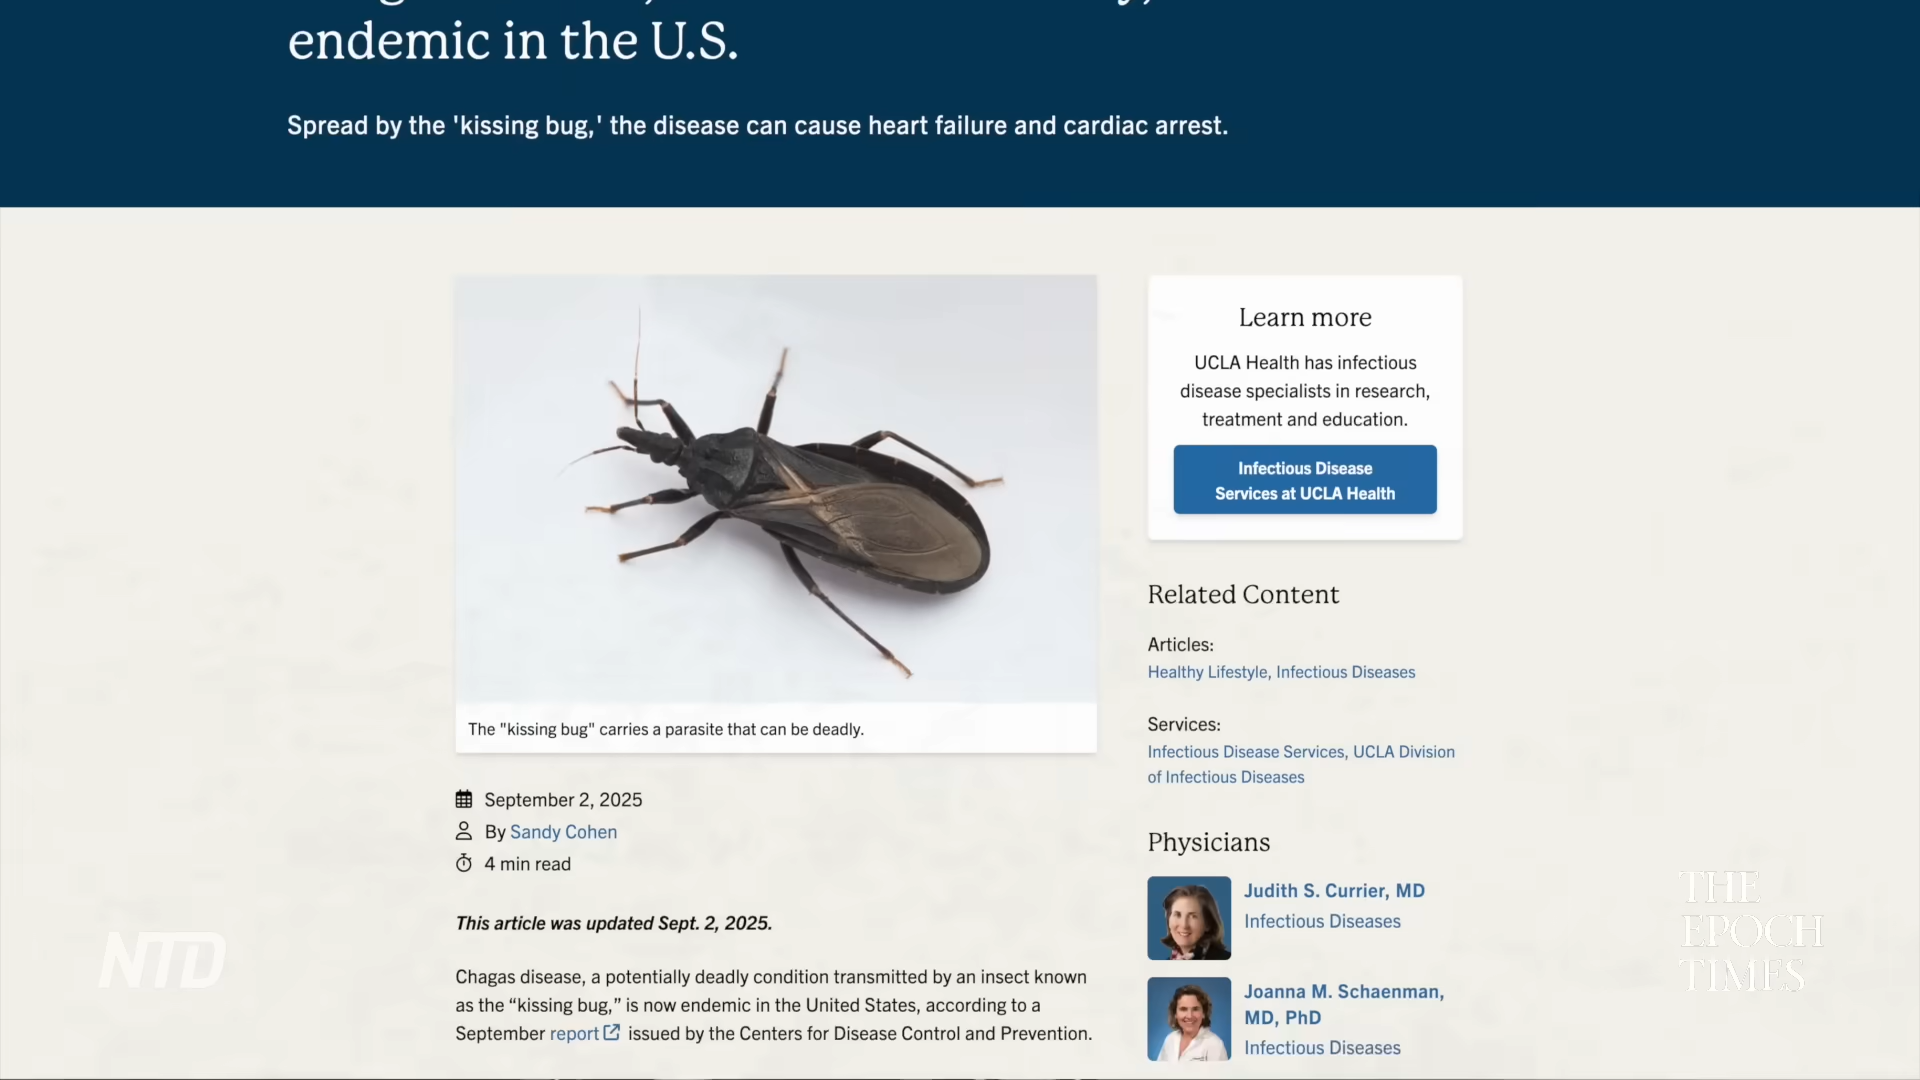 endemic in the U.S.
Spread by the 'kissing bug,' the disease can cause heart failure and cardiac arrest.
The "kissing bug" carries a parasite that can be deadly.
September 2, 2025
By Sandy Cohen
4 min read
This article was updated Sept. 2, 2025.
Chagas disease, a potentially deadly condition transmitted by an insect known
as the “kissing bug,” is now endemic in the United States, according to a
September report issued by the Centers for Disease Control and Prevention.
Learn more
UCLA Health has infectious
disease specialists in research,
treatment and education.
Infectious Disease
Services at UCLA Health
Related Content
Articles:
Healthy Lifestyle, Infectious Diseases
Services:
Infectious Disease Services, UCLA Division
of Infectious Diseases
Physicians
Judith S. Currier, MD
Infectious Diseases
Joanna M. Schaenman,
MD, PhD
Infectious Diseases
NTD
THE
EPOCH
TIMES